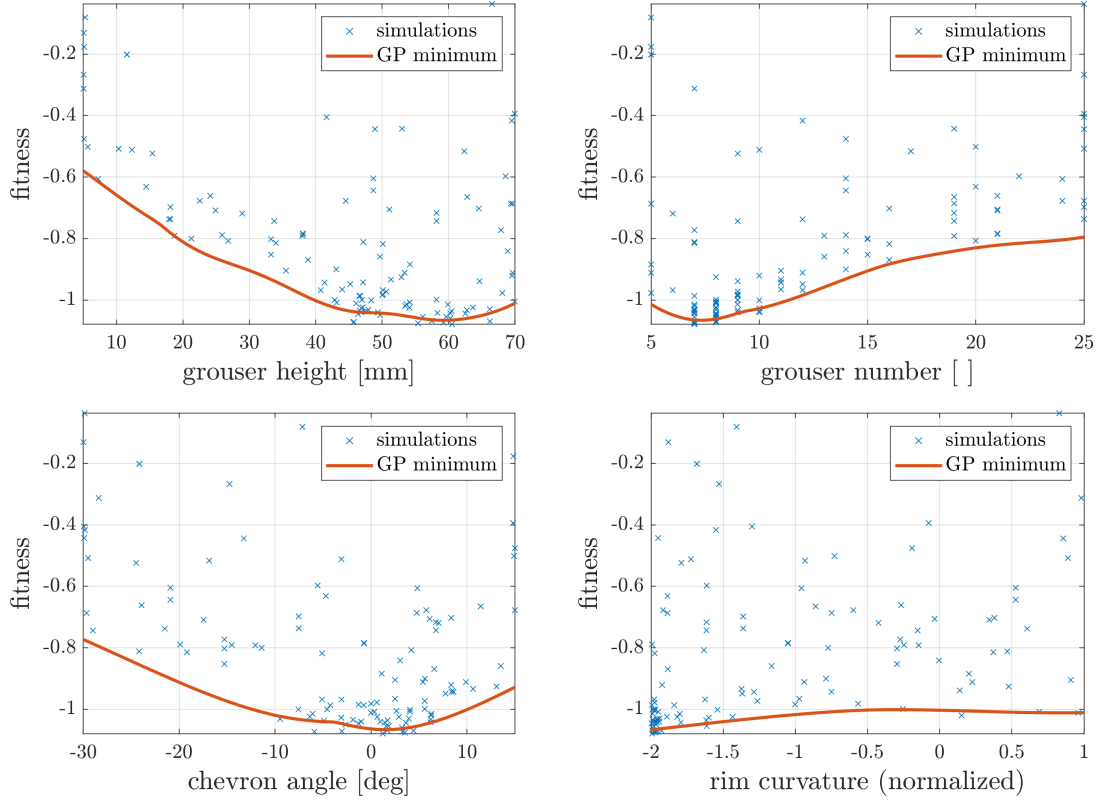 simulations
GP minimum
fitness
-0.2
-0.4
-0.6
-0.8
-1
10 20 30 40 50 60 70
grouser height [mm]
simulations
GP minimum
fitness
-0.2
-0.4
-0.6
-0.8
-1
5 10 15 20 25
grouser number [ ]
simulations
GP minimum
fitness
-0.2
-0.4
-0.6
-0.8
-1
-30 -20 -10 0 10
chevron angle [deg]
simulations
GP minimum
fitness
-0.2
-0.4
-0.6
-0.8
-1
-2 -1.5 -1 -0.5 0 0.5 1
rim curvature (normalized)